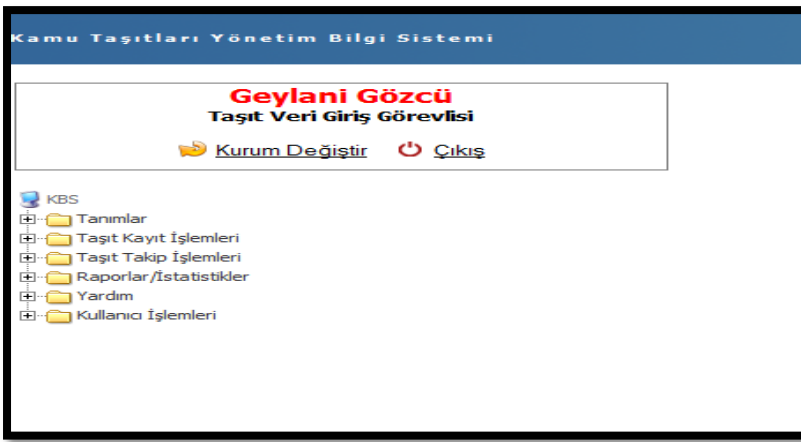 Kamu Taşıtları Yönetim Bilgi Sistemi
Geylani Gözcü
Taşıt Veri Giriş Görevlisi
Kurum Değiştir Çıkış
KBS
Tanımlar
Taşıt Kayıt İşlemleri
Taşıt Takip İşlemleri
Raporlar/İstatistikler
Yardım
Kullanıcı İşlemleri